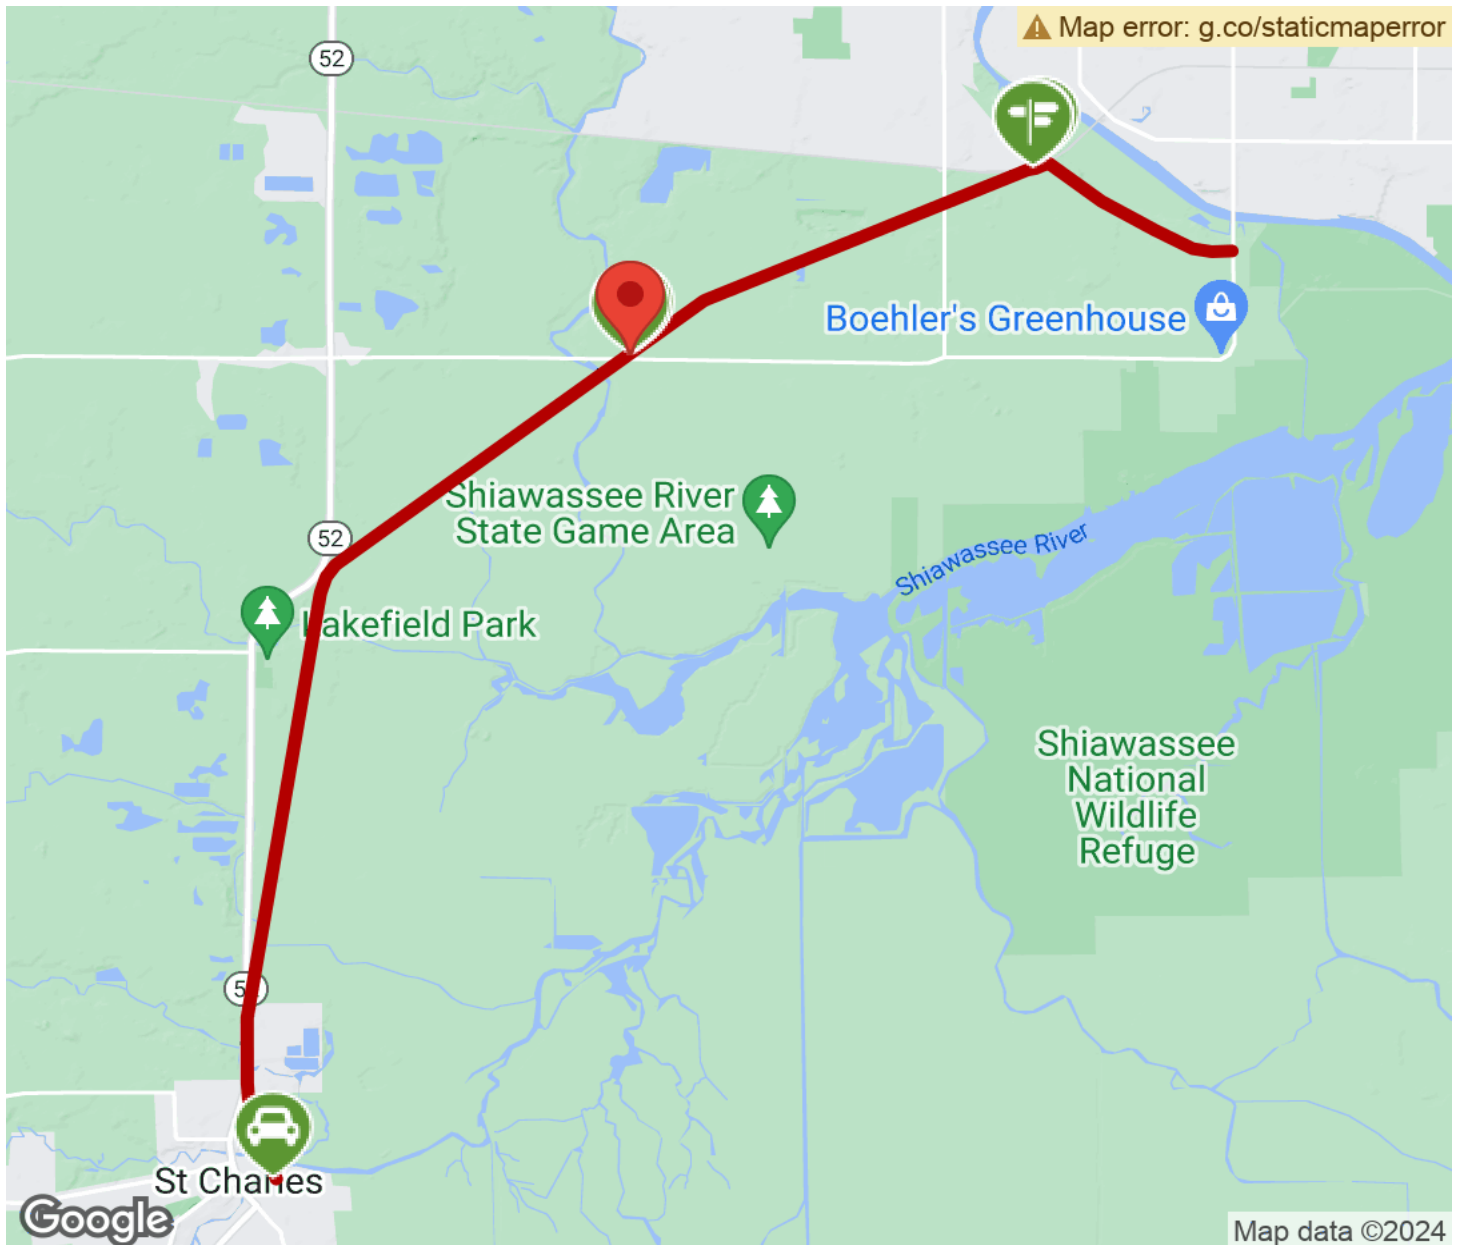 Map error: g.co/staticmaperror
52
Boehler's Greenhouse
Shiawassee River
State Game Area
52
Shiawassee River
Lakefield Park
Shiawassee
National
Wildlife
Refuge
St Charles
Google
Map data ©2024